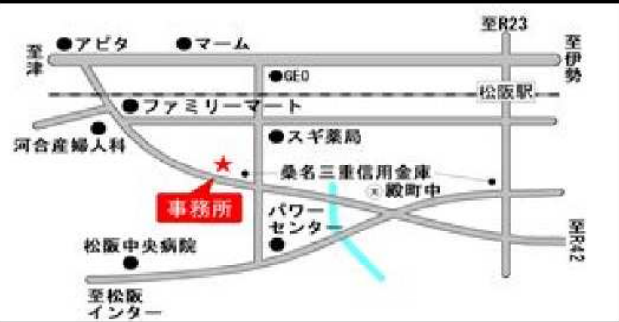 至R23
至津
アピタ
マーム
至伊勢
GEO
松阪駅
ファミリーマート
河合産婦人科
スギ薬局
桑名三重信用金庫
殿町中
事務所
パワー
センター
至R42
松阪中央病院
至松阪
インター